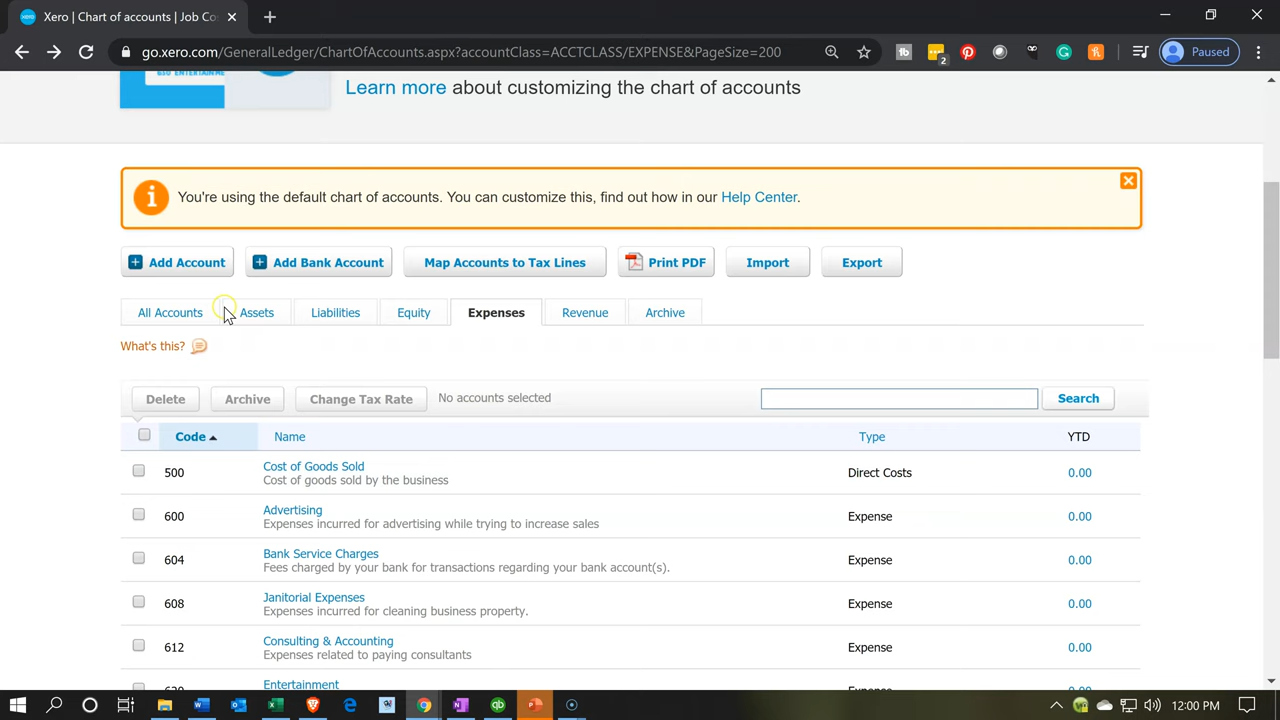 Xero | Chart of accounts | Job Co
go.xero.com/GeneralLedger/ChartOfAccounts.aspx?accountClass=ACCTCLASS/EXPENSE&PageSize=200
Paused
Learn more about customizing the chart of accounts
You're using the default chart of accounts. You can customize this, find out how in our Help Center.
Add Account Add Bank Account Map Accounts to Tax Lines Print PDF Import Export
All Accounts Assets Liabilities Equity Expenses Revenue Archive
What's this?
Delete Archive Change Tax Rate No accounts selected Search
Code Name Type YTD
500 Cost of Goods Sold Direct Costs 0.00
Cost of goods sold by the business
600 Advertising Expense 0.00
Expenses incurred for advertising while trying to increase sales
604 Bank Service Charges Expense 0.00
Fees charged by your bank for transactions regarding your bank account(s).
608 Janitorial Expenses Expense 0.00
Expenses incurred for cleaning business property.
612 Consulting & Accounting Expense 0.00
Expenses related to paying consultants
Entertainment
12:00 PM